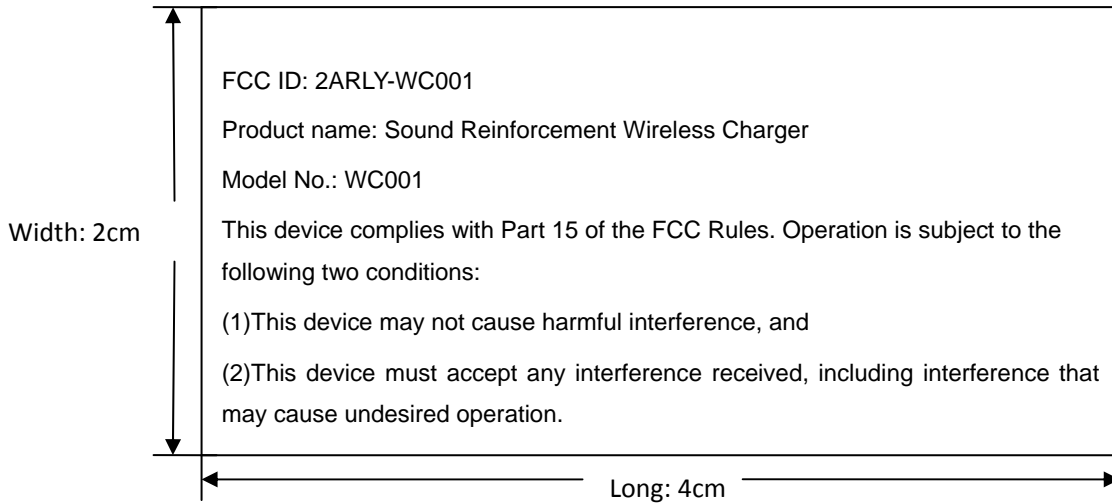 FCC ID: 2ARLY-WC001
Product name: Sound Reinforcement Wireless Charger
Model No.: WC001
Width: 2cm
This device complies with Part 15 of the FCC Rules. Operation is subject to the
following two conditions:
(1)This device may not cause harmful interference, and
(2)This device must accept any interference received, including interference that
may cause undesired operation.
Long: 4cm